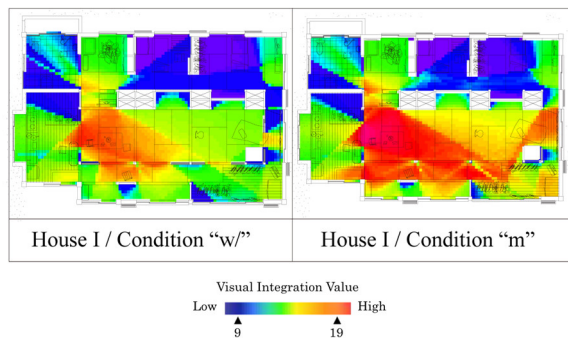 House I / Condition “w/”
House I / Condition “m”
Visual Integration Value
Low
High
9
19